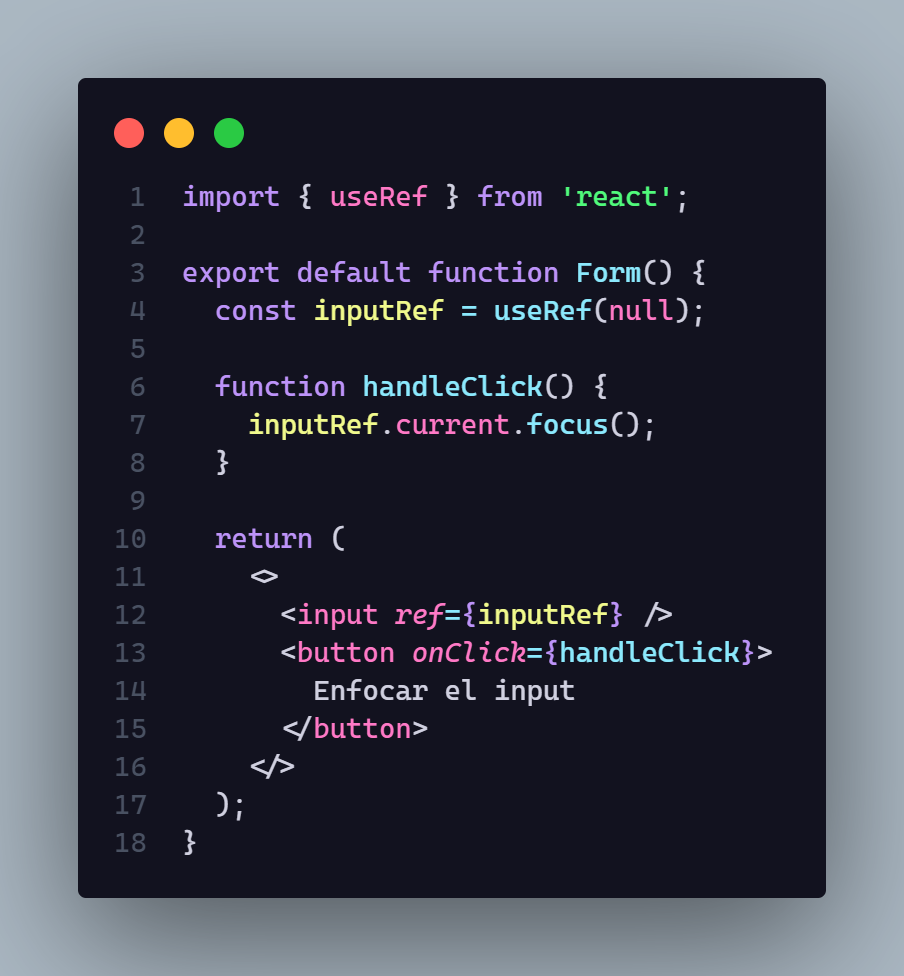 1 import { useRef } from 'react';
2
3 export default function Form() {
4   const inputRef = useRef(null);
5
6   function handleClick() {
7     inputRef.current.focus();
8   }
9
10   return (
11     <>
12       <input ref={inputRef} />
13       <button onClick={handleClick}>
14         Enfocar el input
15       </button>
16     </>
17   );
18 }